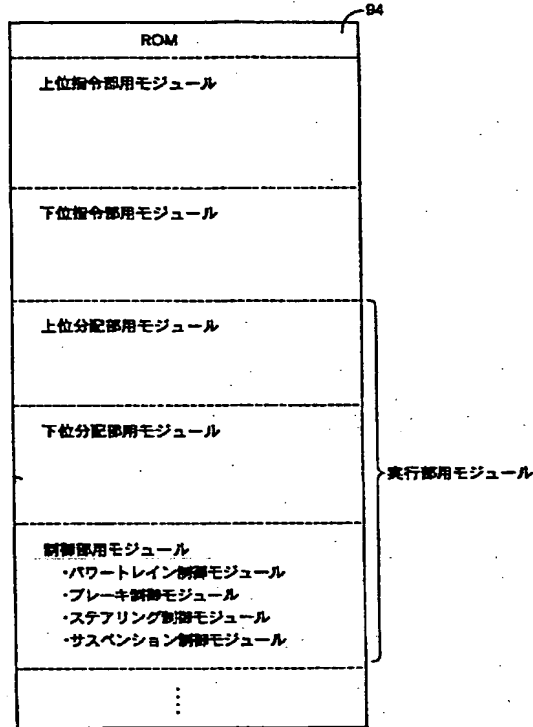 94
ROM
上位指令部用モジュール
下位指令部用モジュール
上位分配部用モジュール
下位分配部用モジュール
実行部用モジュール
制御部用モジュール
・パワートレイン制御モジュール
・ブレーキ制御モジュール
・ステアリング制御モジュール
・サスペンション制御モジュール